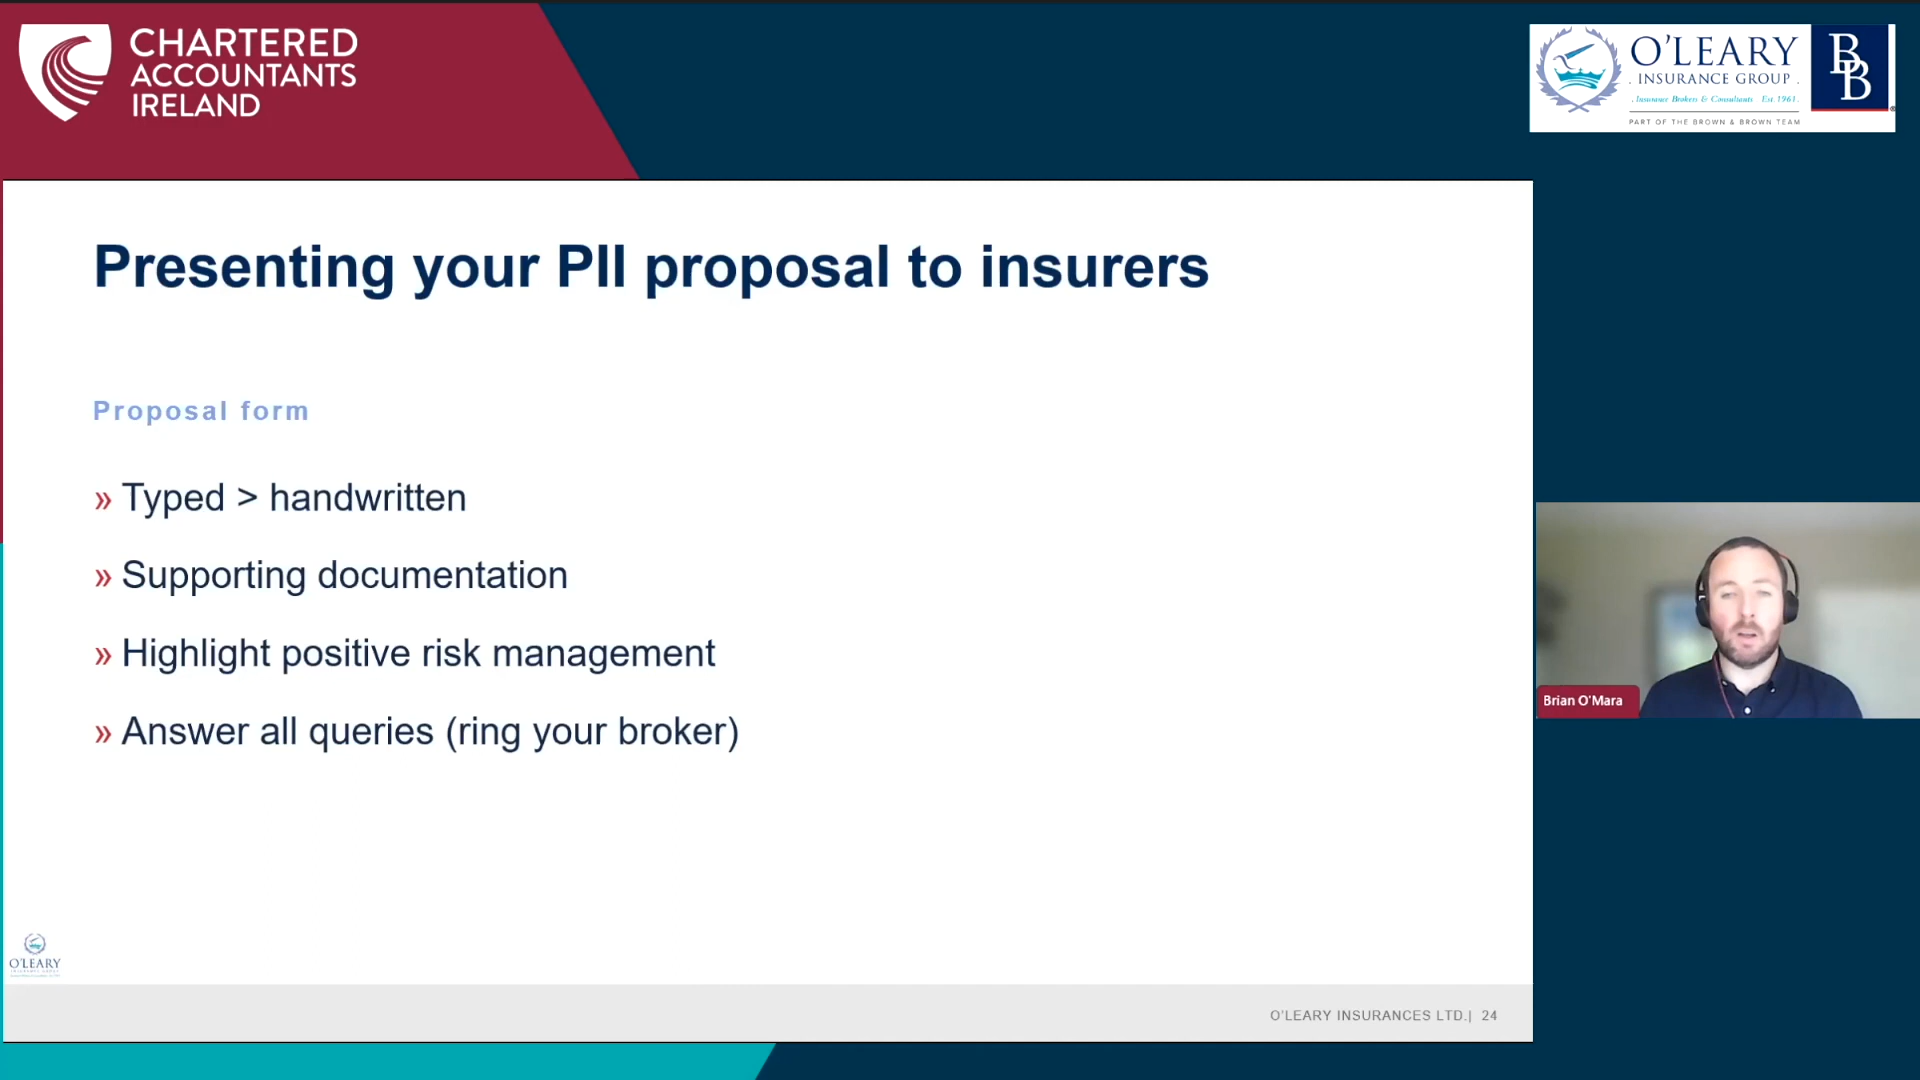 CHARTERED
ACCOUNTANTS
IRELAND
O'LEARY
. INSURANCE GROUP .
. Insurance Brokers & Consultants Est.1961.
PART OF THE BROWN & BROWN TEAM
BB
Presenting your PII proposal to insurers
Proposal form
» Typed > handwritten
» Supporting documentation
» Highlight positive risk management
» Answer all queries (ring your broker)
Brian O'Mara
O'LEARY
O'LEARY INSURANCES LTD.| 24